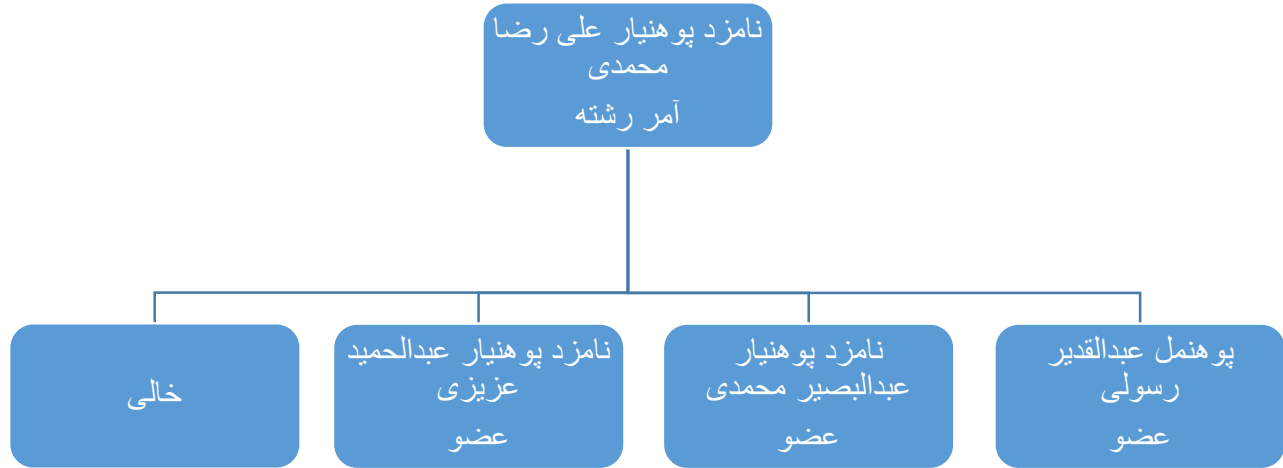 نامزد پوهنیار علی رضا
محمدی
آمر رشته
پوهنمل عبدالقدیر
رسولی
عضو
نامزد پوهنیار
عبدالبصیر محمدی
عضو
نامزد پوهنیار عبدالحمید
عزیزی
عضو
خالی